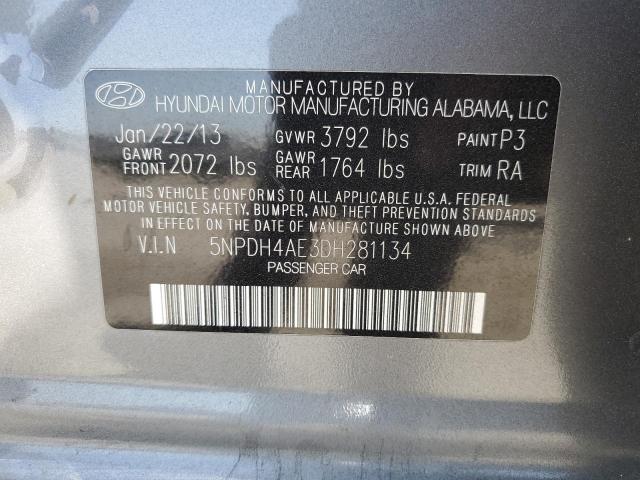 MANUFACTURED BY
HYUNDAI MOTOR MANUFACTURING ALABAMA, LLC
Jan/22/13 GVWR 3792 lbs PAINT P3
GAWR FRONT 2072 lbs GAWR REAR 1764 lbs TRIM RA
THIS VEHICLE CONFORMS TO ALL APPLICABLE U.S.A. FEDERAL
MOTOR VEHICLE SAFETY, BUMPER, AND THEFT PREVENTION STANDARDS
IN EFFECT ON THE DATE OF MANUFACTURE SHOWN ABOVE.
V.I.N 5NPDH4AE3DH281134
PASSENGER CAR